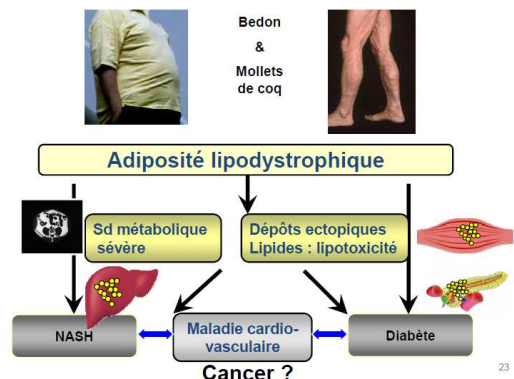 Bedon
&
Mollets
de coq
Adiposité lipodystrophique
Sd métabolique
sévère
Dépôts ectopiques
Lipides : lipotoxicité
NASH
Maladie cardio-
vasculaire
Diabète
Cancer ?
23